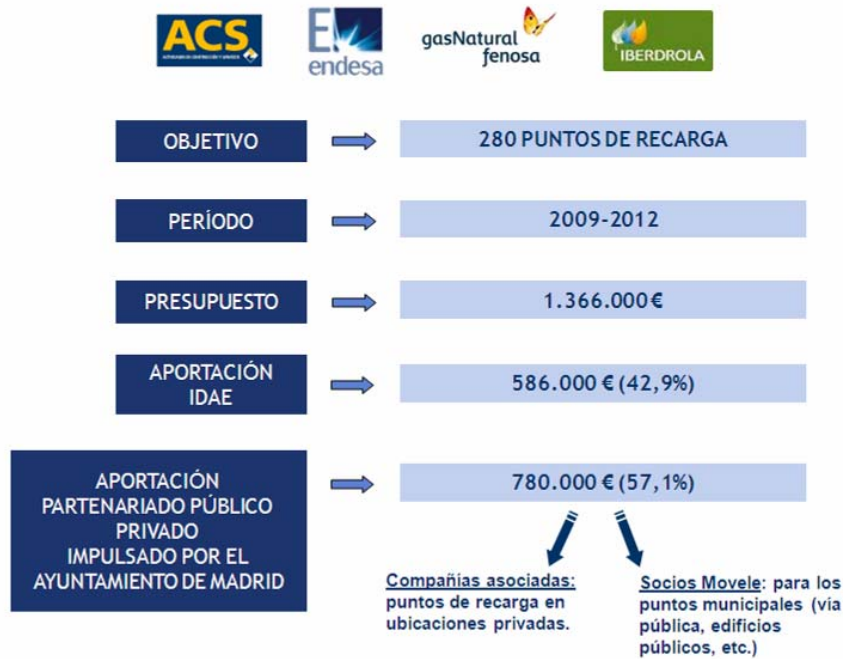 ACS
endesa
gasNatural
fenosa
IBERDROLA
OBJETIVO
280 PUNTOS DE RECARGA
PERÍODO
2009-2012
PRESUPUESTO
1.366.000 €
APORTACIÓN
IDAE
586.000 € (42,9%)
APORTACIÓN
PARTENARIADO PÚBLICO
PRIVADO
IMPULSADO POR EL
AYUNTAMIENTO DE MADRID
780.000 € (57,1%)
Compañías asociadas:
puntos de recarga en
ubicaciones privadas.
Socios Movele: para los
puntos municipales (vía
pública, edificios
públicos, etc.)